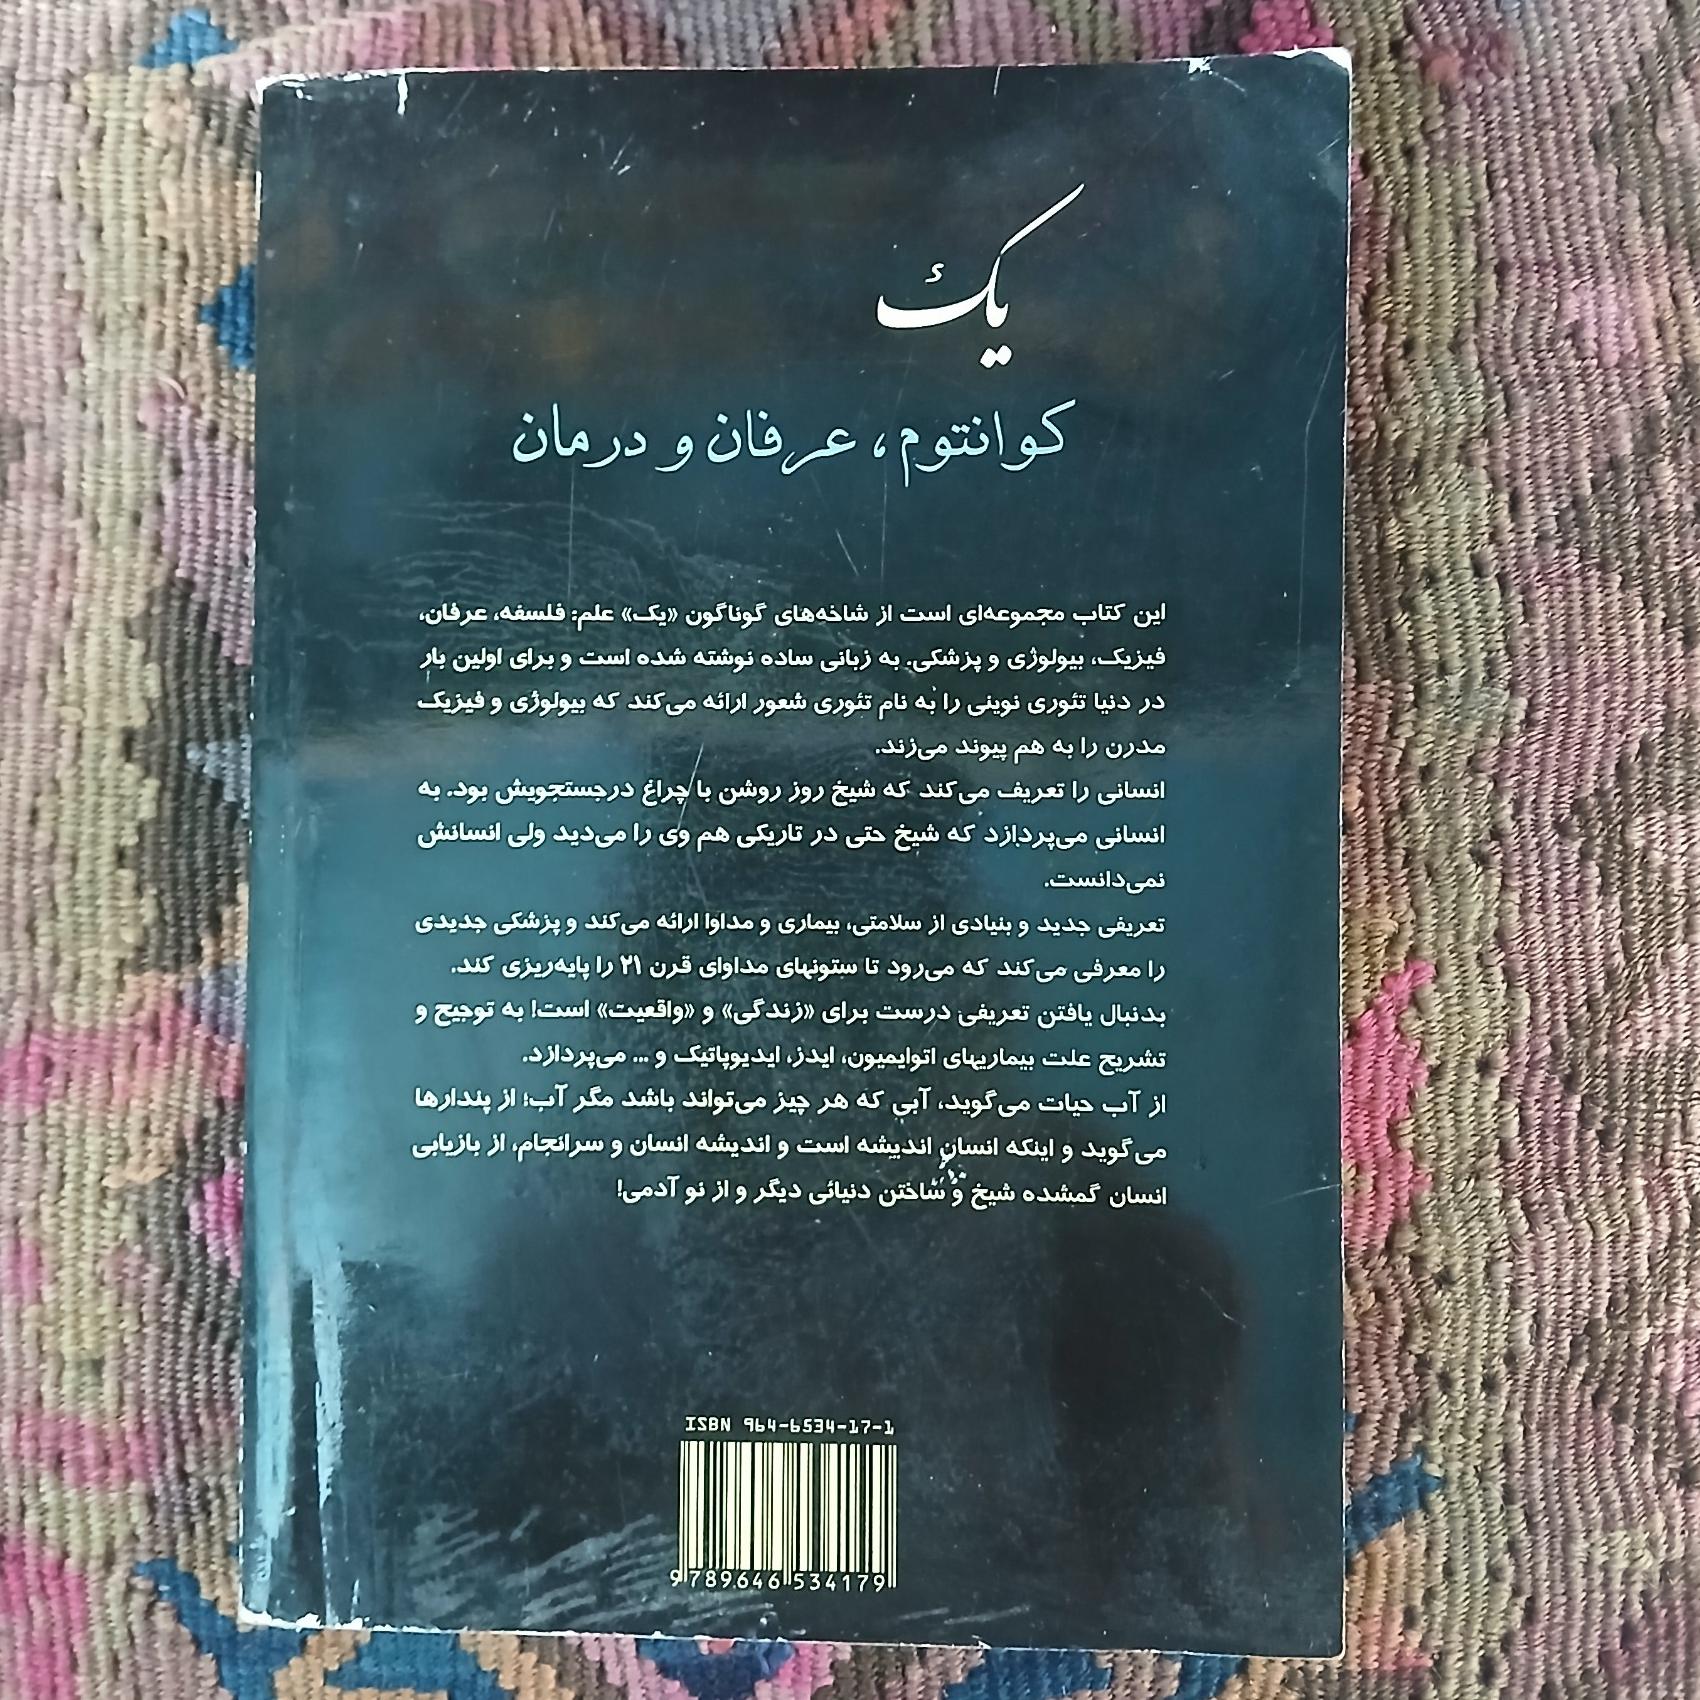 یک
کوانتوم، عرفان و درمان
این کتاب مجموعه‌ای است از شاخه‌های گوناگون «یک» علم: فلسفه، عرفان،
فیزیک، بیولوژی و پزشکی. به زبانی ساده نوشته شده است و برای اولین بار
در دنیا تئوری نوینی را به نام تئوری شعور ارائه می‌کند که بیولوژی و فیزیک
مدرن را به هم پیوند می‌زند.
انسانی را تعریف می‌کند که شیخ روز روشن با چراغ درجستجویش بود. به
انسانی می‌پردازد که شیخ حتی در تاریکی هم وی را می‌دید ولی انسانش
نمی‌دانست.
تعریفی جدید و بنیادی از سلامتی، بیماری و مداوا ارائه می‌کند و پزشکی جدیدی
را معرفی می‌کند که می‌رود تا ستونهای مداوای قرن ۲۱ را پایه‌ریزی کند.
بدنبال یافتن تعریفی درست برای «زندگی» و «واقعیت» است! به توجیح و
تشریح علت بیماریهای اتوایمیون، ایدز، ایدیوپاتیک و ... می‌پردازد.
از آب حیات می‌گوید، آبی که هر چیز می‌تواند باشد مگر آب؛ از پندارها
می‌گوید و اینکه انسان اندیشه است و اندیشه انسان و سرانجام، از بازیابی
انسان گمشده شیخ و ساختن دنیائی دیگر و از نو آدمی!
ISBN 964-6534-17-1
9 789646 534179